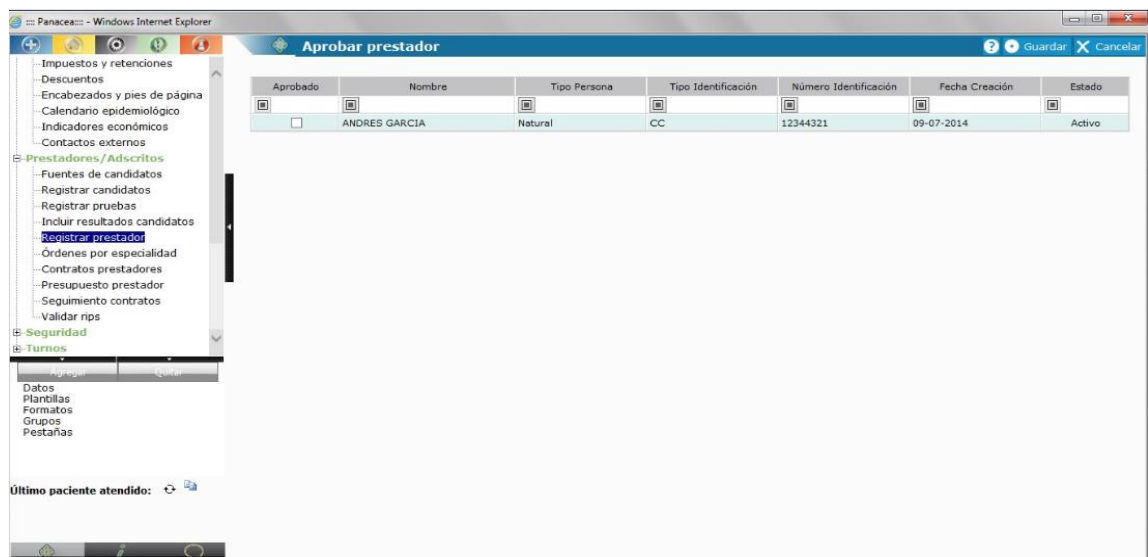 ::: Panacea::: - Windows Internet Explorer
Aprobar prestador
? Guardar X Cancelar
Impuestos y retenciones
Descuentos
Encabezados y pies de página
Calendario epidemiológico
Indicadores económicos
Contactos externos
Prestadores/Adscritos
Fuentes de candidatos
Registrar candidatos
Registrar pruebas
Incluir resultados candidatos
Registrar prestador
Órdenes por especialidad
Contratos prestadores
Presupuesto prestador
Seguimiento contratos
Validar rips
Seguridad
Turnos
Agregar Quitar
Datos
Plantillas
Formatos
Grupos
Pestañas
Último paciente atendido:
Aprobado Nombre Tipo Persona Tipo Identificación Número Identificación Fecha Creación Estado
ANDRES GARCIA Natural CC 12344321 09-07-2014 Activo